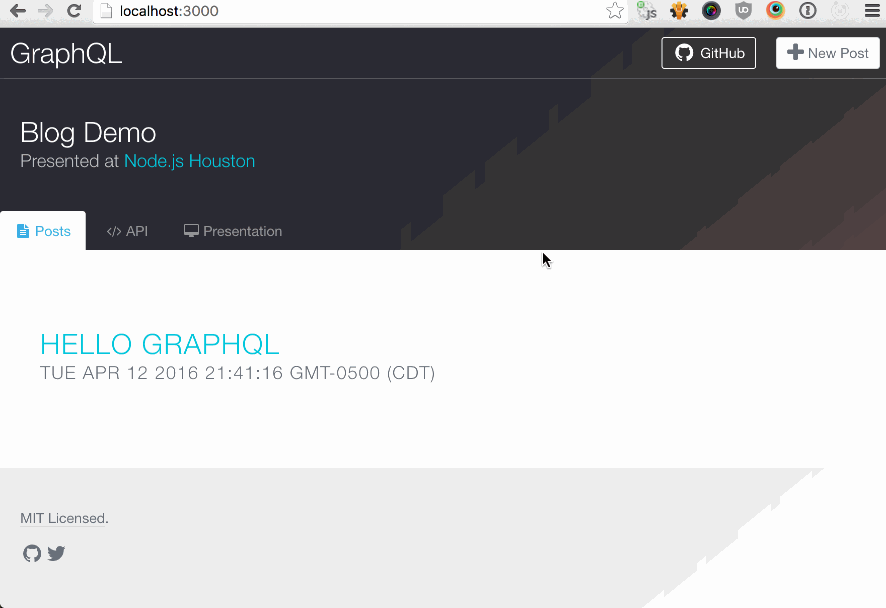 localhost:3000
GraphQL
GitHub
New Post
Blog Demo
Presented at Node.js Houston
Posts
</> API
Presentation
HELLO GRAPHQL
TUE APR 12 2016 21:41:16 GMT-0500 (CDT)
MIT Licensed.